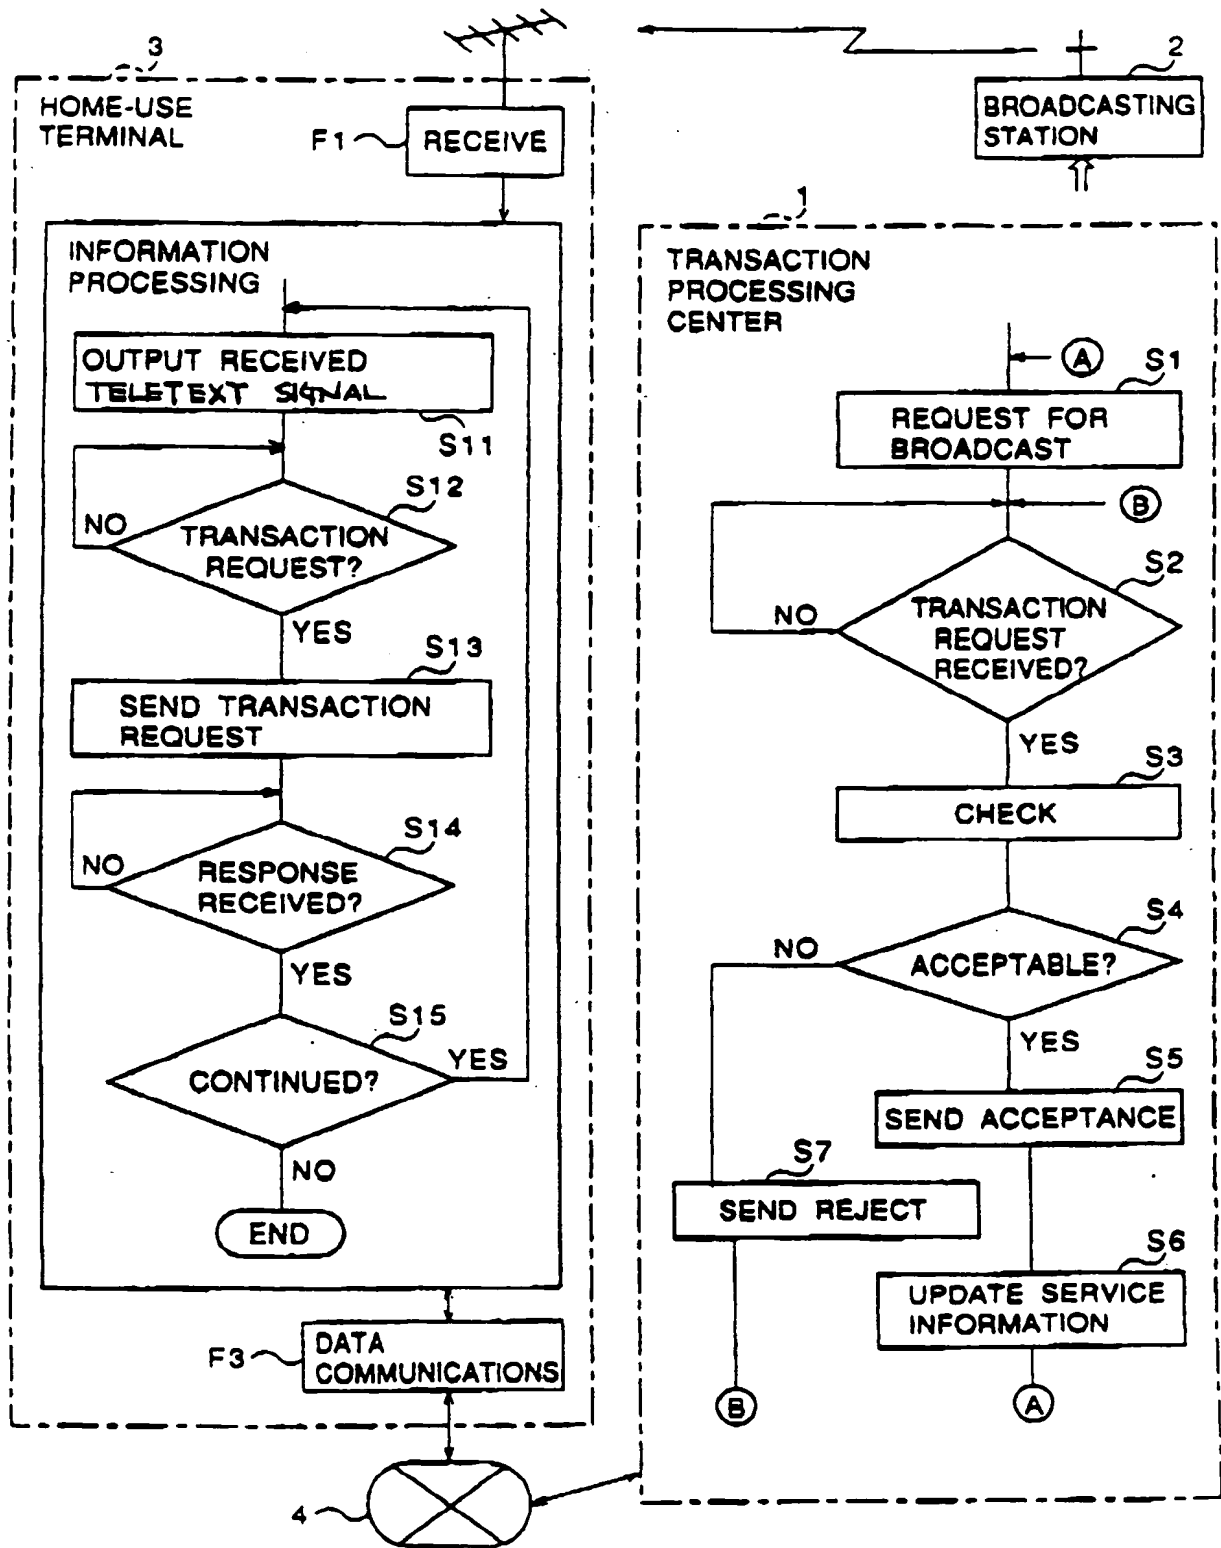 3
HOME-USE
TERMINAL
F1
RECEIVE
2
BROADCASTING
STATION
INFORMATION
PROCESSING
OUTPUT RECEIVED
TELETEXT SIGNAL
S11
S12
NO
TRANSACTION
REQUEST?
YES
S13
SEND TRANSACTION
REQUEST
S14
NO
RESPONSE
RECEIVED?
YES
S15
YES
CONTINUED?
NO
END
F3
DATA
COMMUNICATIONS
4
1
TRANSACTION
PROCESSING
CENTER
A
S1
REQUEST FOR
BROADCAST
B
S2
NO
TRANSACTION
REQUEST
RECEIVED?
YES
S3
CHECK
S4
NO
ACCEPTABLE?
YES
S5
SEND ACCEPTANCE
S7
SEND REJECT
S6
UPDATE SERVICE
INFORMATION
B
A